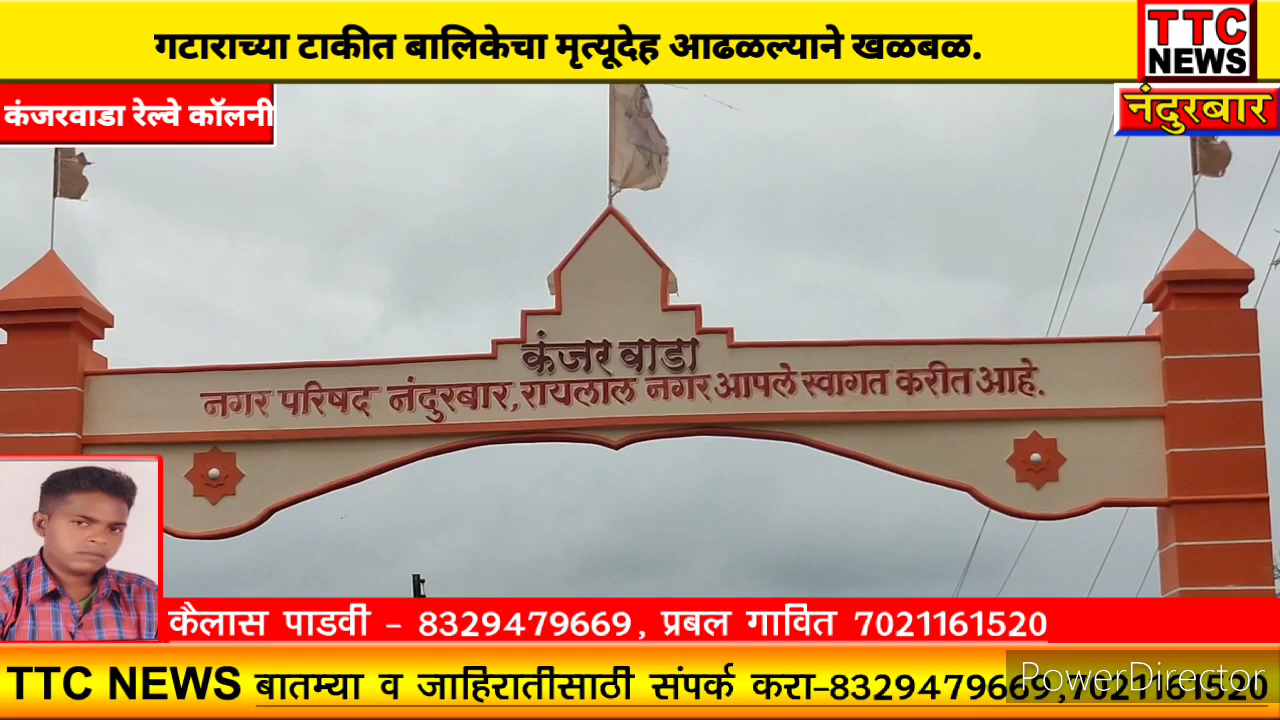 गटाराच्या टाकीत बालिकेचा मृत्यूदेह आढळल्याने खळबळ.
TTC
NEWS
कंजरवाडा रेल्वे कॉलनी
नंदुरबार
कंजर वाडा
नगर परिषद नंदुरबार, रायलाल नगर आपले स्वागत करीत आहे.
कैलास पाडवी - 8329479669, प्रबल गावित 7021161520
TTC NEWS बातम्या व जाहिरातीसाठी संपर्क करा-8329479669,7021161520
PowerDirector